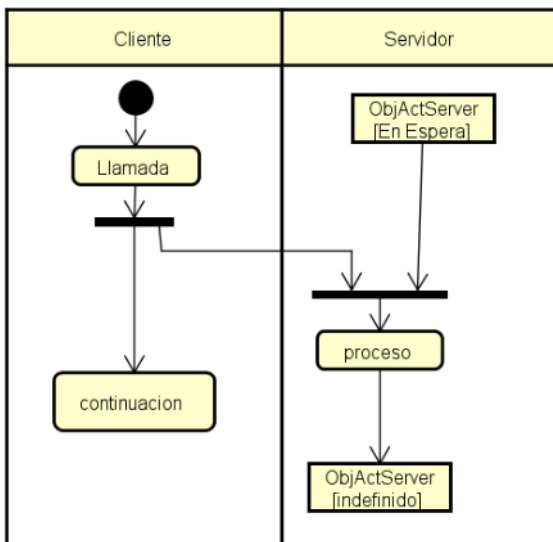 Cliente
Servidor
ObjActServer
[En Espera]
Llamada
proceso
continuacion
ObjActServer
[indefinido]